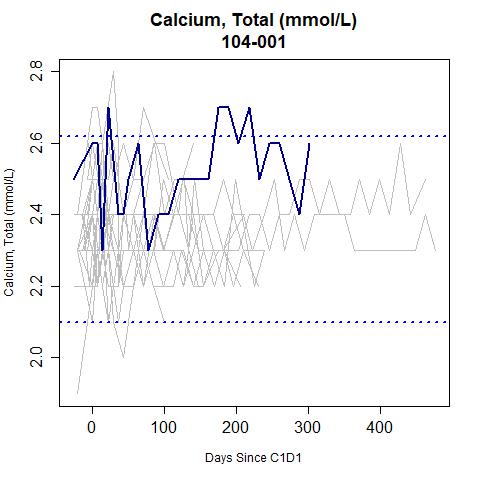 Calcium, Total (mmol/L)
104-001
Calcium, Total (mmol/L)
2.8
2.6
2.4
2.2
2.0
0 100 200 300 400
Days Since C1D1